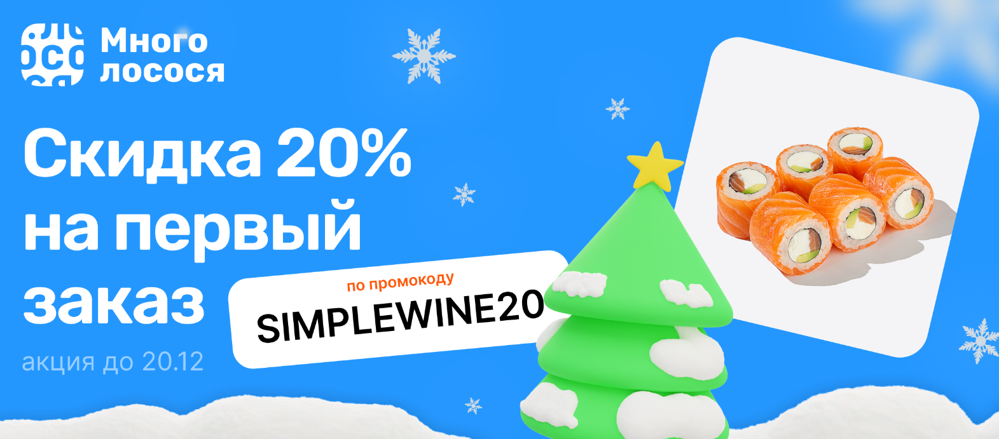 Много
лосося
Скидка 20%
на первый
заказ
по промокоду
SIMPLEWINE20
акция до 20.12